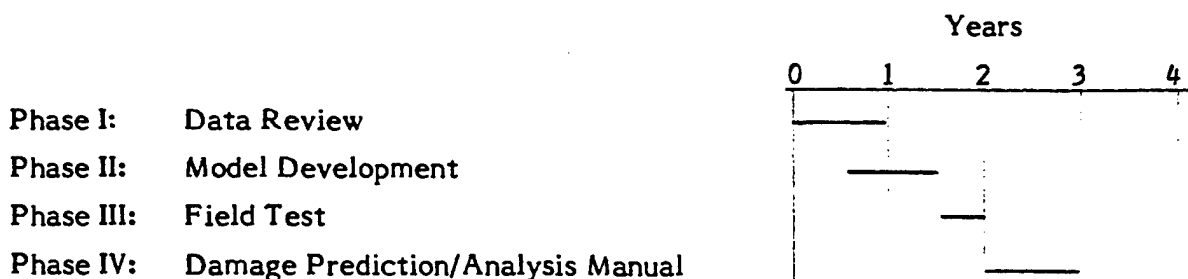 Years
0 1 2 3 4
Phase I: Data Review
Phase II: Model Development
Phase III: Field Test
Phase IV: Damage Prediction/Analysis Manual